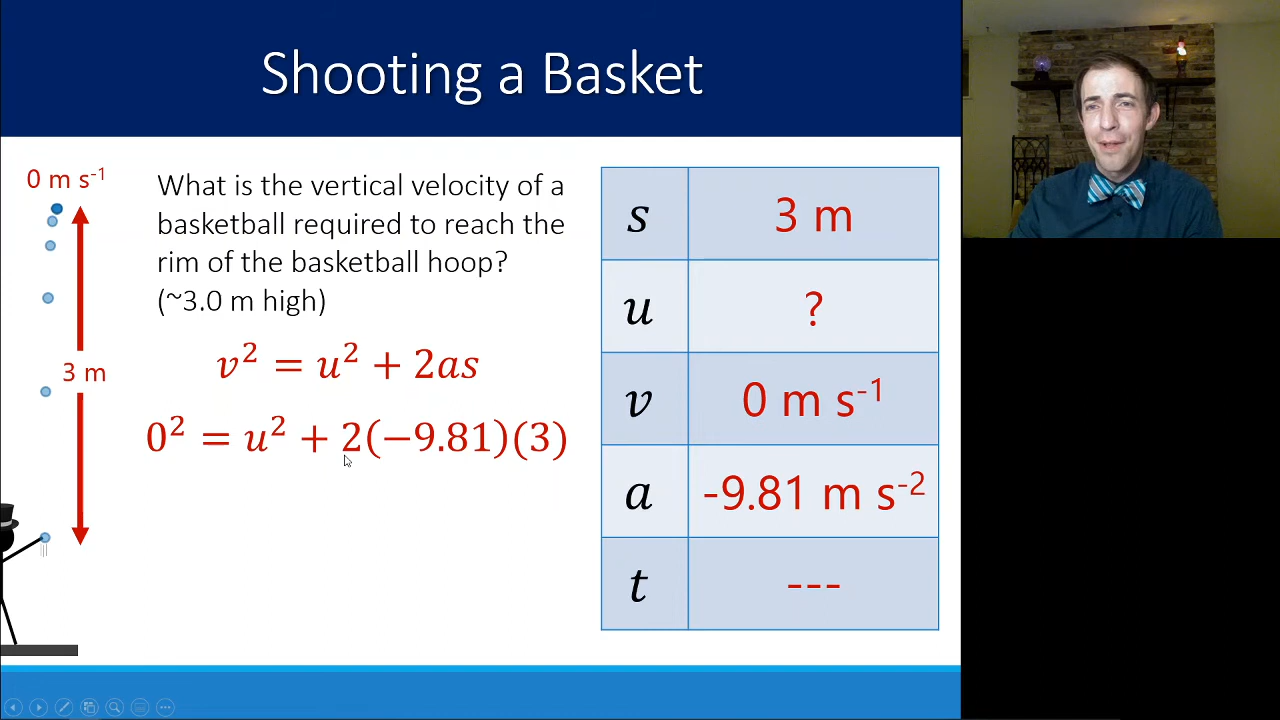 Shooting a Basket
0 m s⁻¹
3 m
What is the vertical velocity of a
basketball required to reach the
rim of the basketball hoop?
(~3.0 m high)
v² = u² + 2as
0² = u² + 2(−9.81)(3)
s 3 m
u ?
v 0 m s⁻¹
a -9.81 m s⁻²
t ---